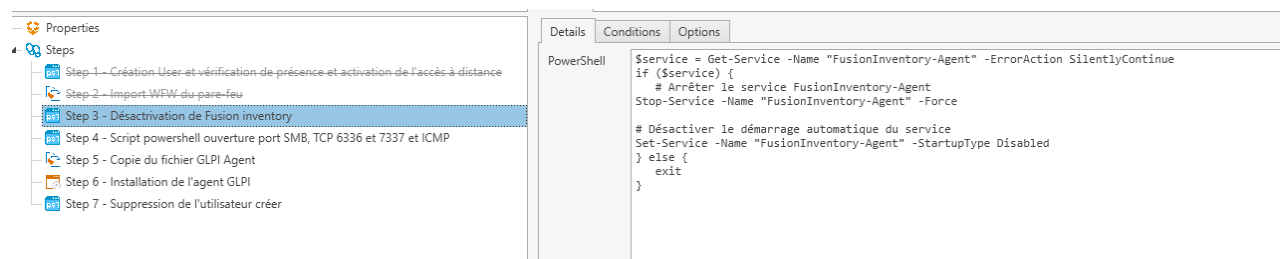 Properties
Steps
Step 1 - Création User et vérification de présence et activation de l'accès à distance
Step 2 - Import WFW du pare-feu
Step 3 - Désactrivation de Fusion inventory
Step 4 - Script powershell ouverture port SMB, TCP 6336 et 7337 et ICMP
Step 5 - Copie du fichier GLPI Agent
Step 6 - Installation de l'agent GLPI
Step 7 - Suppression de l'utilisateur créer
Details Conditions Options
PowerShell
$service = Get-Service -Name "FusionInventory-Agent" -ErrorAction SilentlyContinue
if ($service) {
# Arrêter le service FusionInventory-Agent
Stop-Service -Name "FusionInventory-Agent" -Force
# Désactiver le démarrage automatique du service
Set-Service -Name "FusionInventory-Agent" -StartupType Disabled
} else {
exit
}